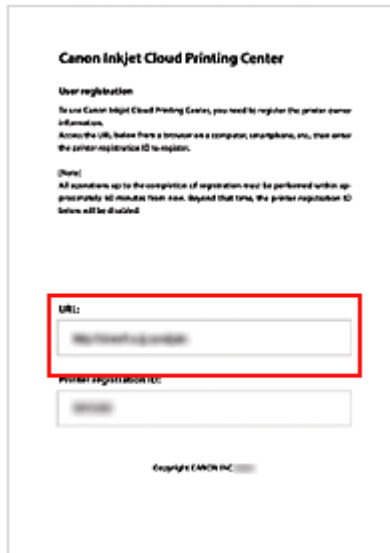 Canon Inkjet Cloud Printing Center
User registration
To use Canon Inkjet Cloud Printing Center, you need to register the printer owner
information.
Access the URL below from a browser on a computer, smartphone, etc., then enter
the printer registration ID to register.
[Note]
All operations up to the completion of registration must be performed within ap-
proximately 60 minutes from now. Beyond that time, the printer registration ID
below will be disabled.
URL:
Printer registration ID:
Copyright CANON INC.